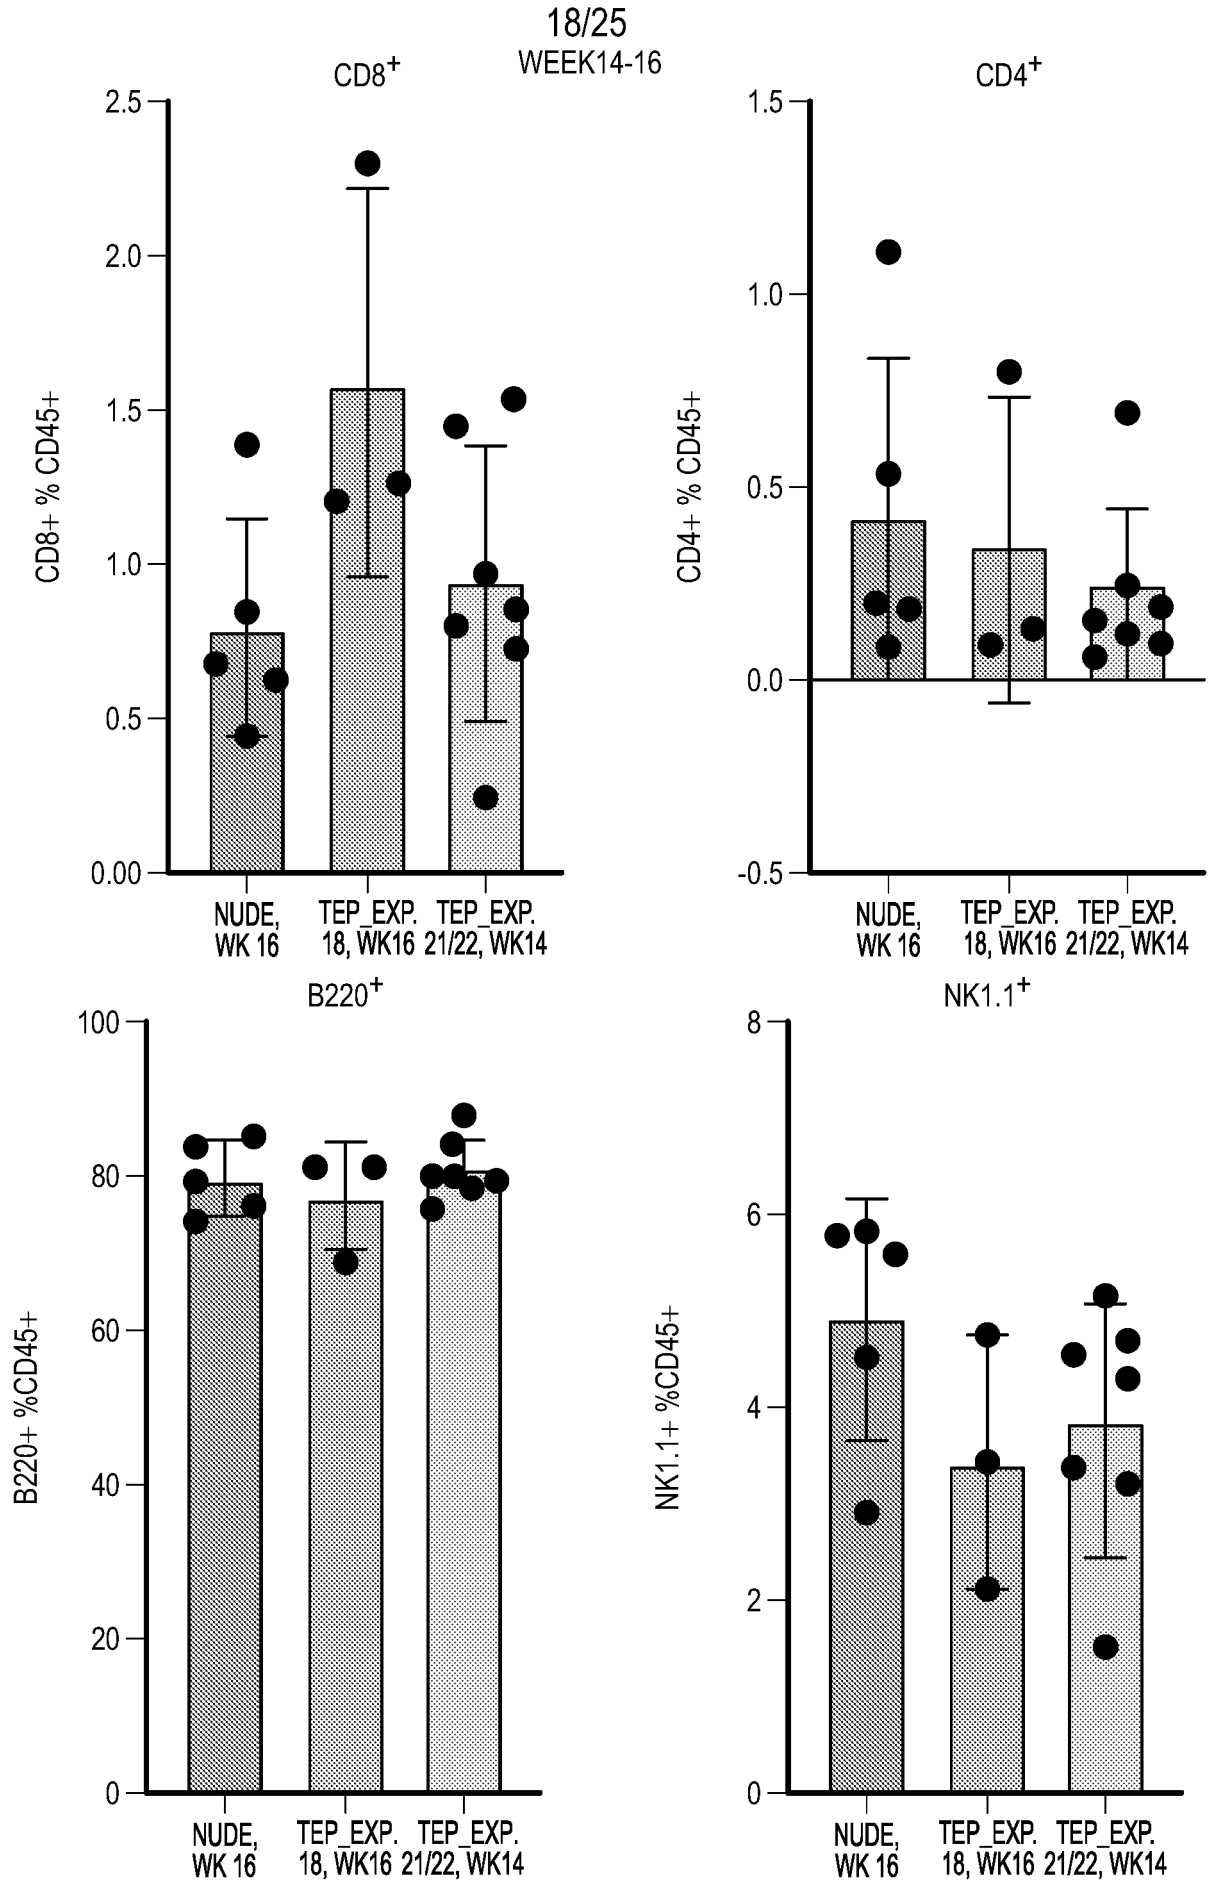 18/25
WEEK14-16
CD8+
2.5
2.0
1.5
1.0
0.5
0.00
CD8+ % CD45+
NUDE,
WK 16
TEP_EXP.
18, WK16
TEP_EXP.
21/22, WK14
CD4+
1.5
1.0
0.5
0.0
-0.5
CD4+ % CD45+
NUDE,
WK 16
TEP_EXP.
18, WK16
TEP_EXP.
21/22, WK14
B220+
100
80
60
40
20
0
B220+ %CD45+
NUDE,
WK 16
TEP_EXP.
18, WK16
TEP_EXP.
21/22, WK14
NK1.1+
8
6
4
2
0
NK1.1+ %CD45+
NUDE,
WK 16
TEP_EXP.
18, WK16
TEP_EXP.
21/22, WK14